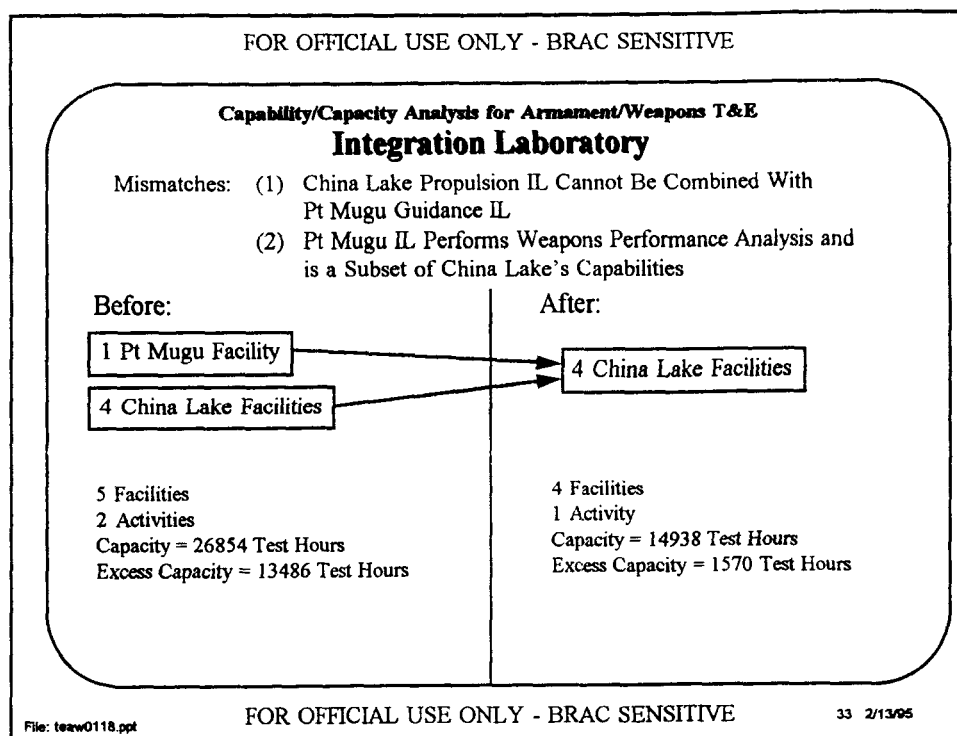 FOR OFFICIAL USE ONLY - BRAC SENSITIVE
Capability/Capacity Analysis for Armament/Weapons T&E
Integration Laboratory
Mismatches: (1) China Lake Propulsion IL Cannot Be Combined With
Pt Mugu Guidance IL
(2) Pt Mugu IL Performs Weapons Performance Analysis and
is a Subset of China Lake's Capabilities
Before:
1 Pt Mugu Facility
4 China Lake Facilities
5 Facilities
2 Activities
Capacity = 26854 Test Hours
Excess Capacity = 13486 Test Hours
After:
4 China Lake Facilities
4 Facilities
1 Activity
Capacity = 14938 Test Hours
Excess Capacity = 1570 Test Hours
File: teaw0118.ppt
FOR OFFICIAL USE ONLY - BRAC SENSITIVE
33 2/13/95